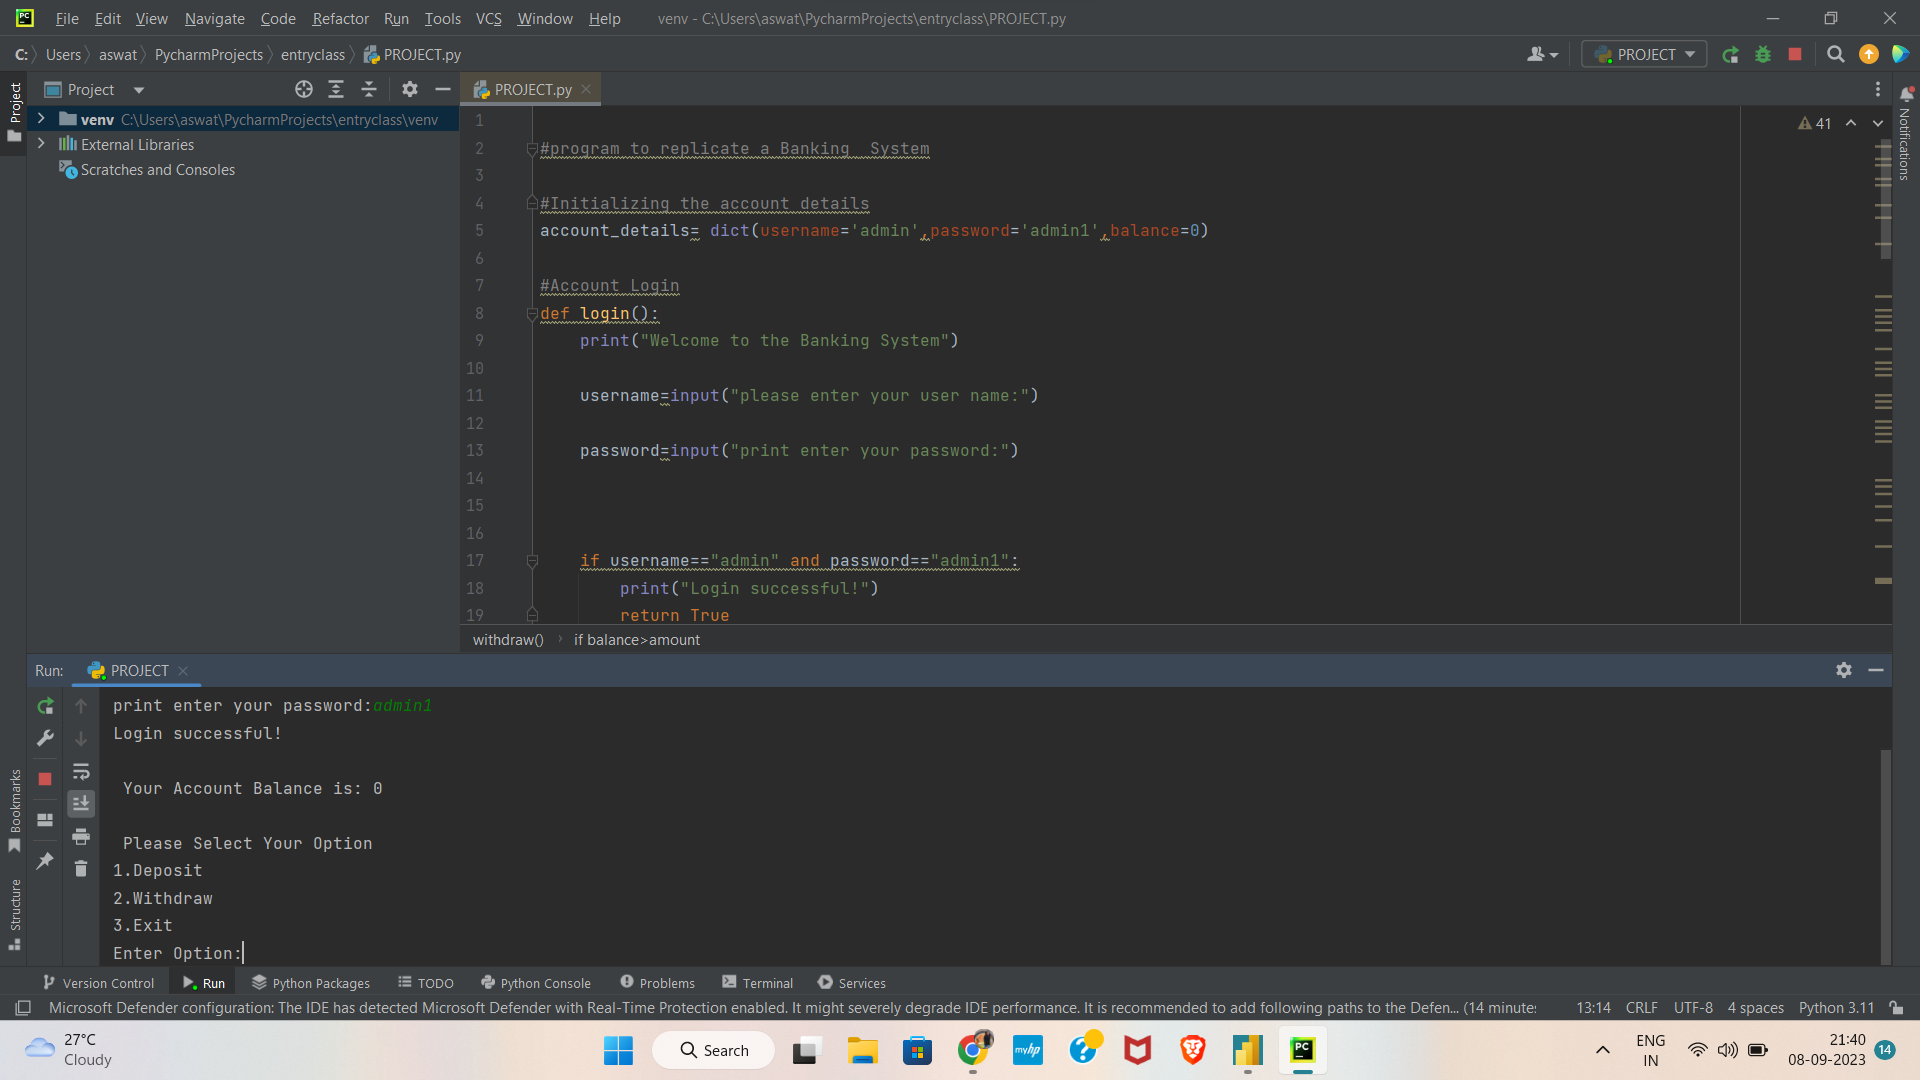 PC File Edit View Navigate Code Refactor Run Tools VCS Window Help venv - C:\Users\aswat\PycharmProjects\entryclass\PROJECT.py
C: Users aswat PycharmProjects entryclass PROJECT.py PROJECT
Project Project PROJECT.py
venv C:\Users\aswat\PycharmProjects\entryclass\venv
External Libraries
Scratches and Consoles
41
Notifications
1
2 #program to replicate a Banking  System
3
4 #Initializing the account details
5 account_details= dict(username='admin',password='admin1',balance=0)
6
7 #Account Login
8 def login():
9 print("Welcome to the Banking System")
10
11 username=input("please enter your user name:")
12
13 password=input("print enter your password:")
14
15
16
17 if username=="admin" and password=="admin1":
18 print("Login successful!")
19 return True
withdraw() if balance>amount
Run: PROJECT
print enter your password:admin1
Login successful!
Your Account Balance is: 0
Please Select Your Option
1.Deposit
2.Withdraw
3.Exit
Enter Option:
Bookmarks
Structure
Version Control Run Python Packages TODO Python Console Problems Terminal Services
Microsoft Defender configuration: The IDE has detected Microsoft Defender with Real-Time Protection enabled. It might severely degrade IDE performance. It is recommended to add following paths to the Defen... (14 minutes 13:14 CRLF UTF-8 4 spaces Python 3.11
27°C
Cloudy
Search
myhp
PC
ENG
IN
21:40
08-09-2023
14